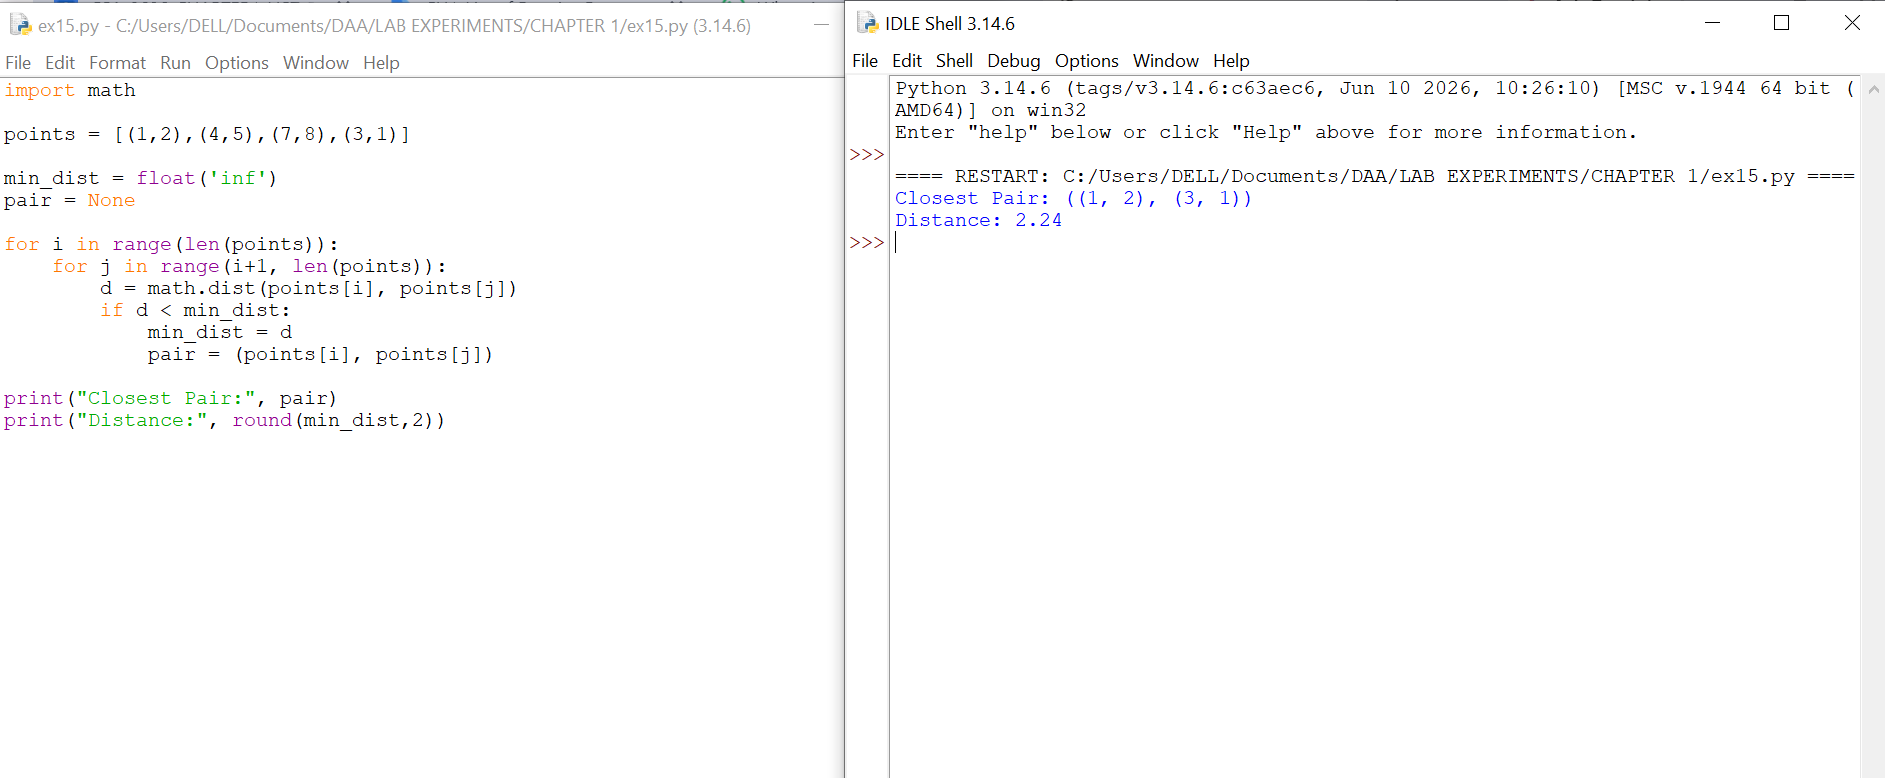 ex15.py - C:/Users/DELL/Documents/DAA/LAB EXPERIMENTS/CHAPTER 1/ex15.py (3.14.6)
File Edit Format Run Options Window Help
import math

points = [(1,2),(4,5),(7,8),(3,1)]

min_dist = float('inf')
pair = None

for i in range(len(points)):
    for j in range(i+1, len(points)):
        d = math.dist(points[i], points[j])
        if d < min_dist:
            min_dist = d
            pair = (points[i], points[j])

print("Closest Pair:", pair)
print("Distance:", round(min_dist,2))
IDLE Shell 3.14.6
File Edit Shell Debug Options Window Help
Python 3.14.6 (tags/v3.14.6:c63aec6, Jun 10 2026, 10:26:10) [MSC v.1944 64 bit (
AMD64)] on win32
Enter "help" below or click "Help" above for more information.
>>>
==== RESTART: C:/Users/DELL/Documents/DAA/LAB EXPERIMENTS/CHAPTER 1/ex15.py ====
Closest Pair: ((1, 2), (3, 1))
Distance: 2.24
>>>